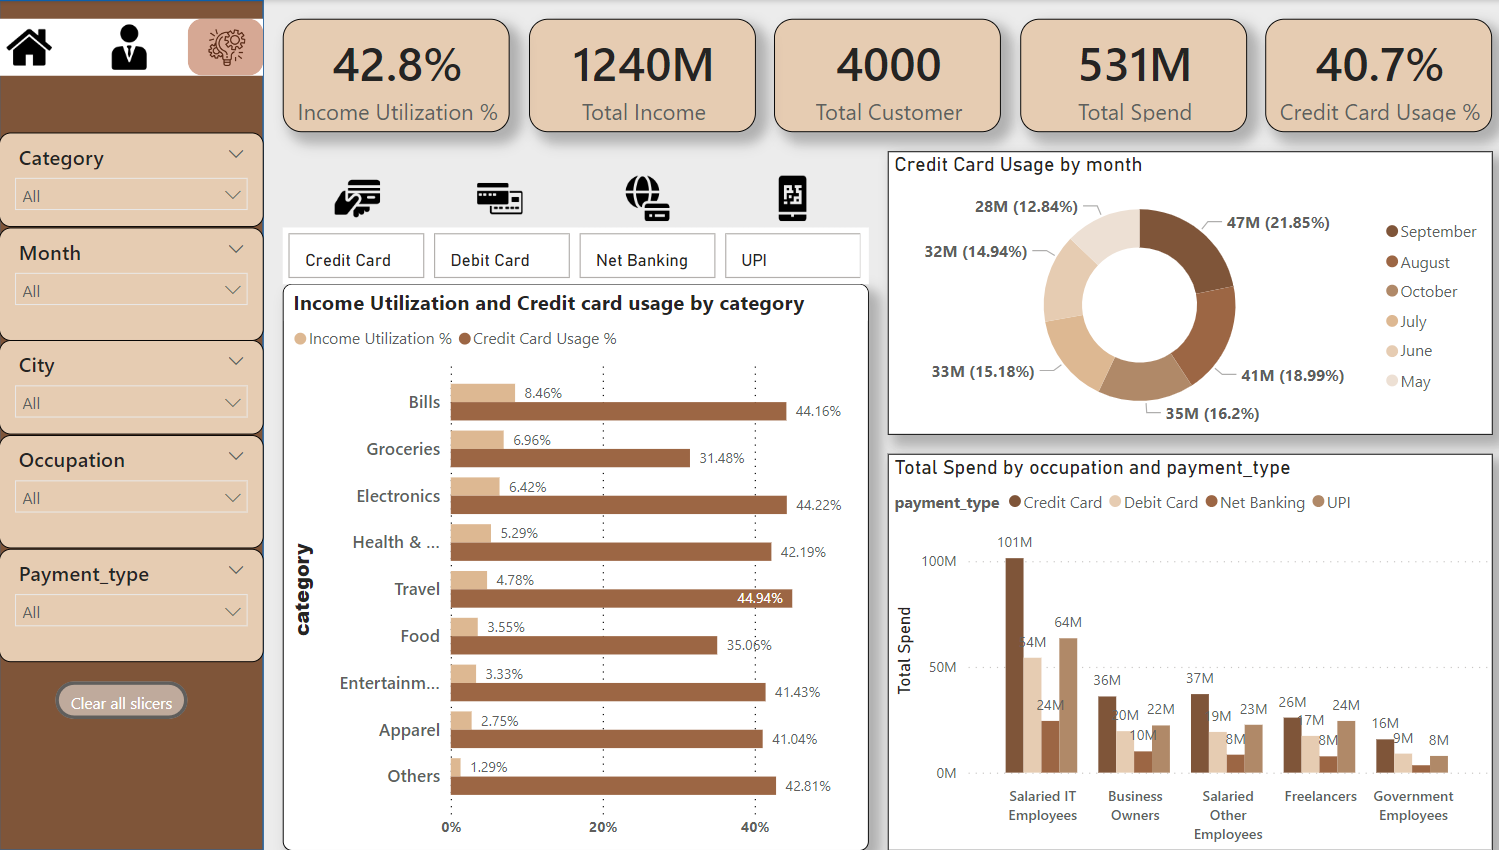 42.8%
Income Utilization %
1240M
Total Income
4000
Total Customer
531M
Total Spend
40.7%
Credit Card Usage %
Category
All
Month
All
City
All
Occupation
All
Payment_type
All
Clear all slicers
Credit Card
Debit Card
Net Banking
UPI
Income Utilization and Credit card usage by category
Income Utilization % Credit Card Usage %
category
Bills
8.46%
44.16%
Groceries
6.96%
31.48%
Electronics
6.42%
44.22%
Health & ...
5.29%
42.19%
Travel
4.78%
44.94%
Food
3.55%
35.06%
Entertainm...
3.33%
41.43%
Apparel
2.75%
41.04%
Others
1.29%
42.81%
0% 20% 40%
Credit Card Usage by month
28M (12.84%)
47M (21.85%)
32M (14.94%)
33M (15.18%)
41M (18.99%)
35M (16.2%)
September
August
October
July
June
May
Total Spend by occupation and payment_type
payment_type Credit Card Debit Card Net Banking UPI
Total Spend
100M
50M
0M
101M
54M
24M
64M
36M
20M
10M
22M
37M
8M
23M
26M
17M
8M
24M
16M
9M
8M
Salaried IT
Employees
Business
Owners
Salaried
Other
Employees
Freelancers
Government
Employees